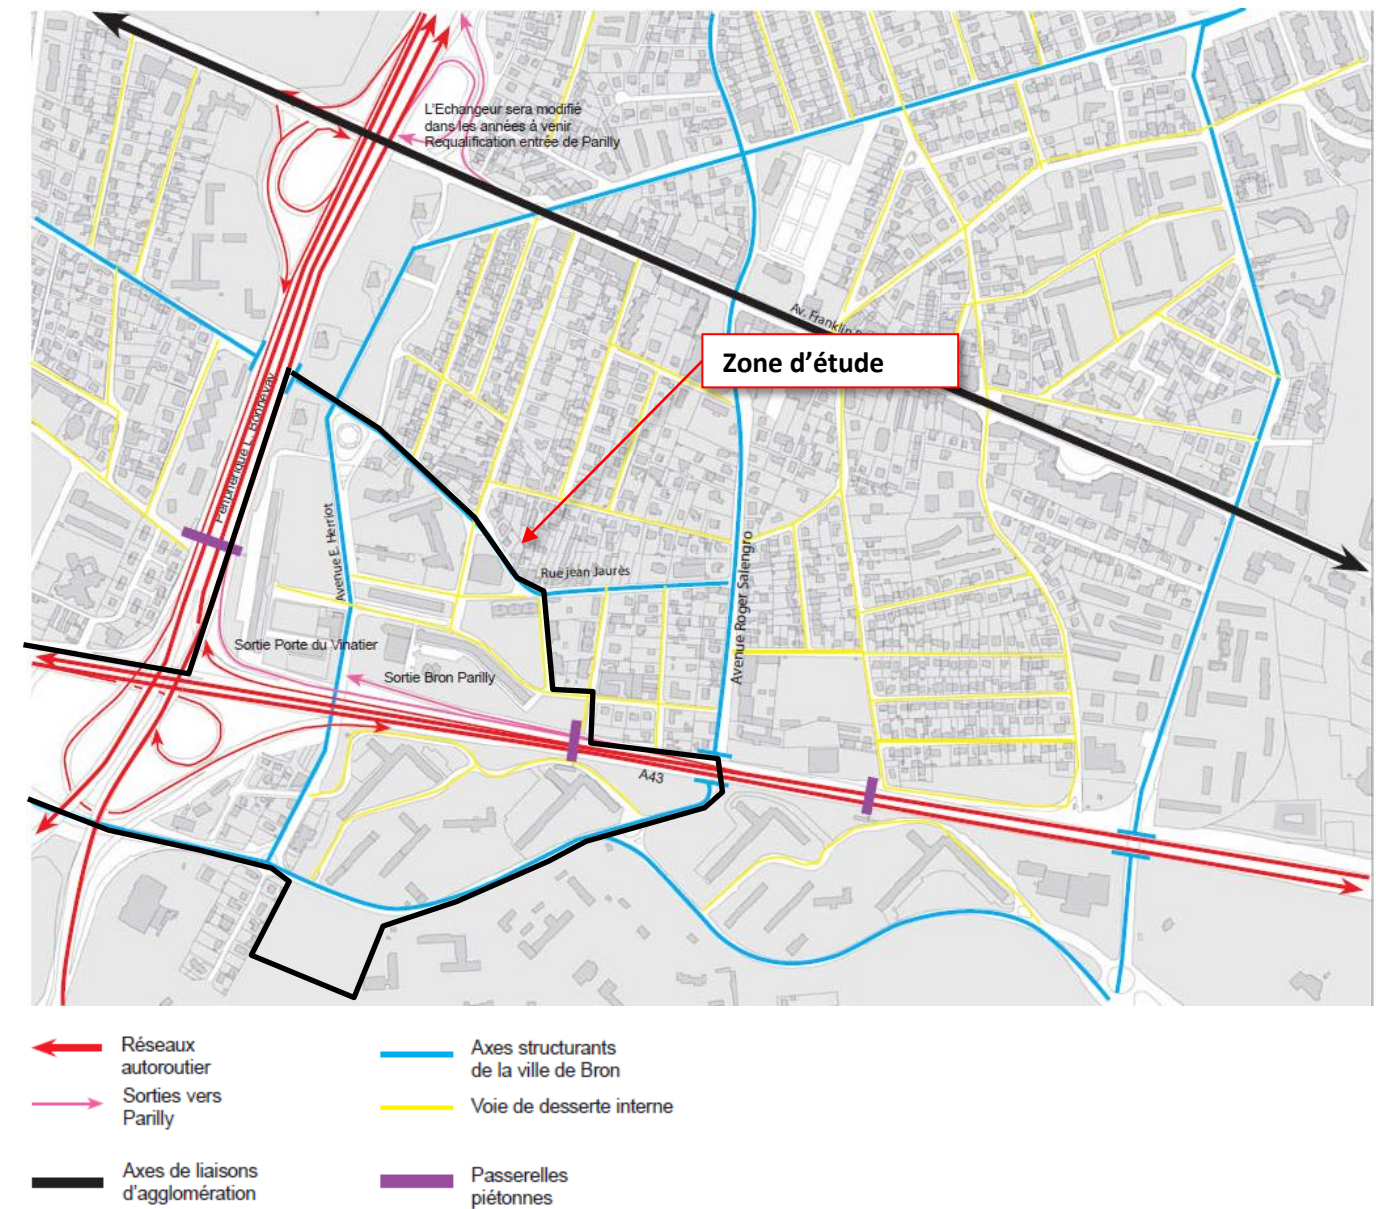 L'Echangeur sera modifié
dans les années à venir
Requalification entrée de Parilly
Av. Franklin
Zone d'étude
Périphérique L. Bonnevay
Avenue E. Herriot
Rue jean Jaurès
Avenue Roger Salengro
Sortie Porte du Vinatier
Sortie Bron Parilly
A43
Réseaux
autoroutier
Sorties vers
Parilly
Axes de liaisons
d'agglomération
Axes structurants
de la ville de Bron
Voie de desserte interne
Passerelles
piétonnes